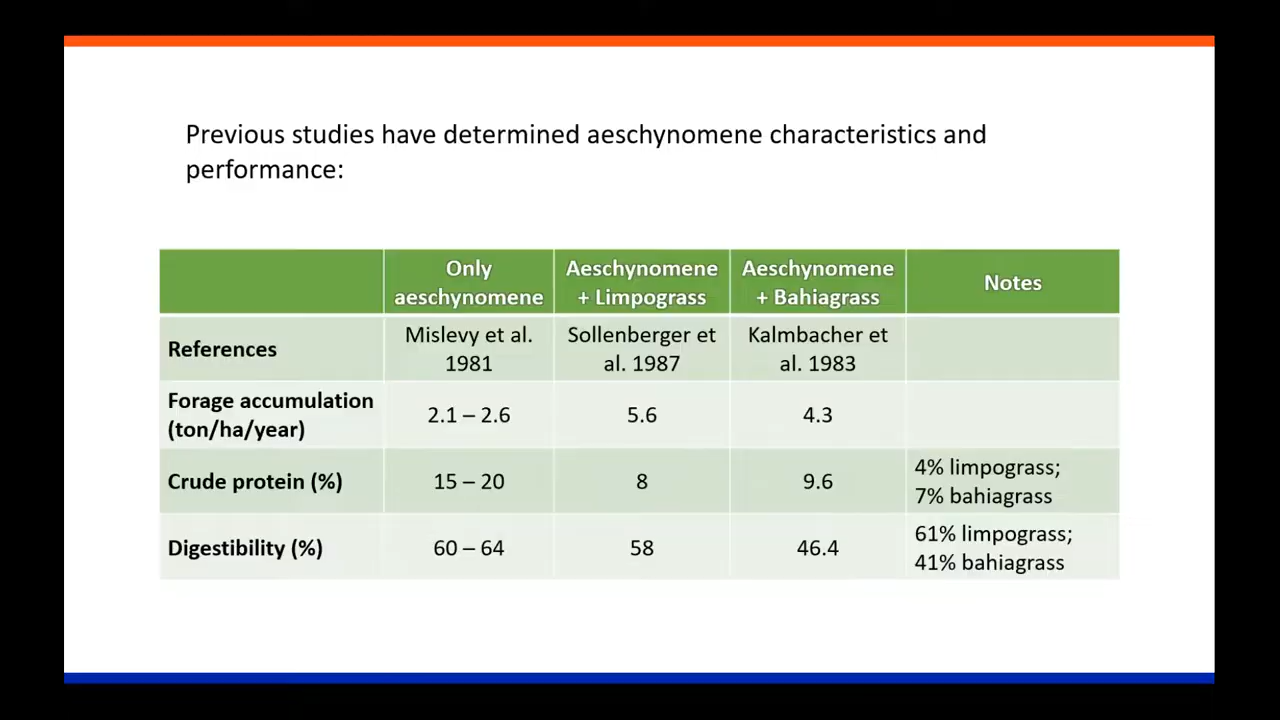 Previous studies have determined aeschynomene characteristics and
performance:
Only
aeschynomene
Aeschynomene
+ Limpograss
Aeschynomene
+ Bahiagrass
Notes
References
Mislevy et al.
1981
Sollenberger et
al. 1987
Kalmbacher et
al. 1983
Forage accumulation
(ton/ha/year)
2.1 – 2.6
5.6
4.3
Crude protein (%)
15 – 20
8
9.6
4% limpograss;
7% bahiagrass
Digestibility (%)
60 – 64
58
46.4
61% limpograss;
41% bahiagrass